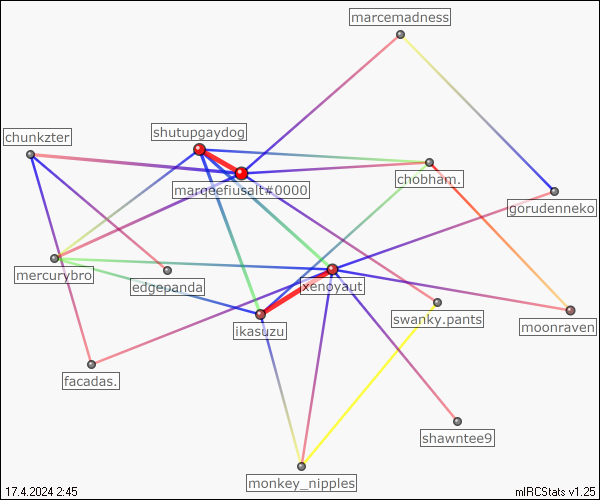 marcemadness
shutupgaydog
chunkzter
chobham.
marqeefiusalt#0000
gorudenneko
mercurybro
edgepanda
xenoyaut
swanky.pants
ikasuzu
moonraven
facadas.
shawntee9
monkey_nipples
17.4.2024 2:45
mIRCStats v1.25